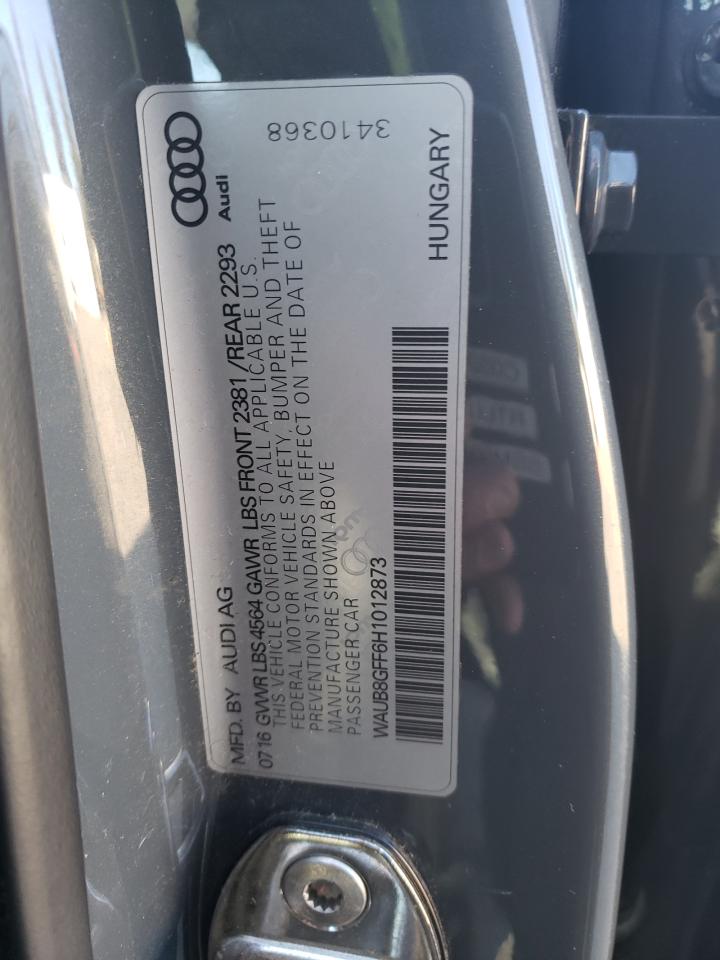 MFD. BY AUDI AG
0716 GVWR LBS 4564 GAWR LBS FRONT 2381/REAR 2293
THIS VEHICLE CONFORMS TO ALL APPLICABLE U.S.
FEDERAL MOTOR VEHICLE SAFETY, BUMPER AND THEFT
PREVENTION STANDARDS IN EFFECT ON THE DATE OF
MANUFACTURE SHOWN ABOVE
PASSENGER CAR
WAUB8GFF6H1012873
HUNGARY
Audi
3410368